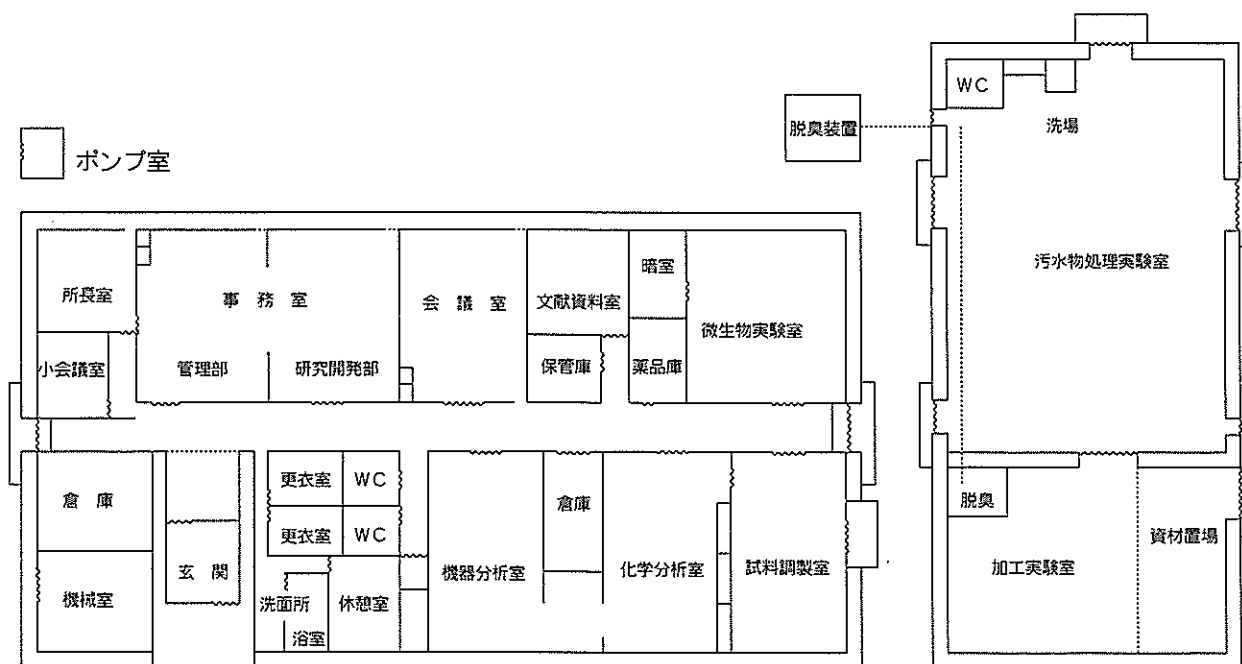 WC
脱臭装置
洗場
ポンプ室
所長室
事務室
会議室
文献資料室
暗室
微生物実験室
汚水物処理実験室
小会議室
管理部
研究開発部
保管庫
薬品庫
倉庫
更衣室
WC
倉庫
脱臭
更衣室
WC
資材置場
玄関
機器分析室
化学分析室
試料調製室
加工実験室
機械室
洗面所
休憩室
浴室